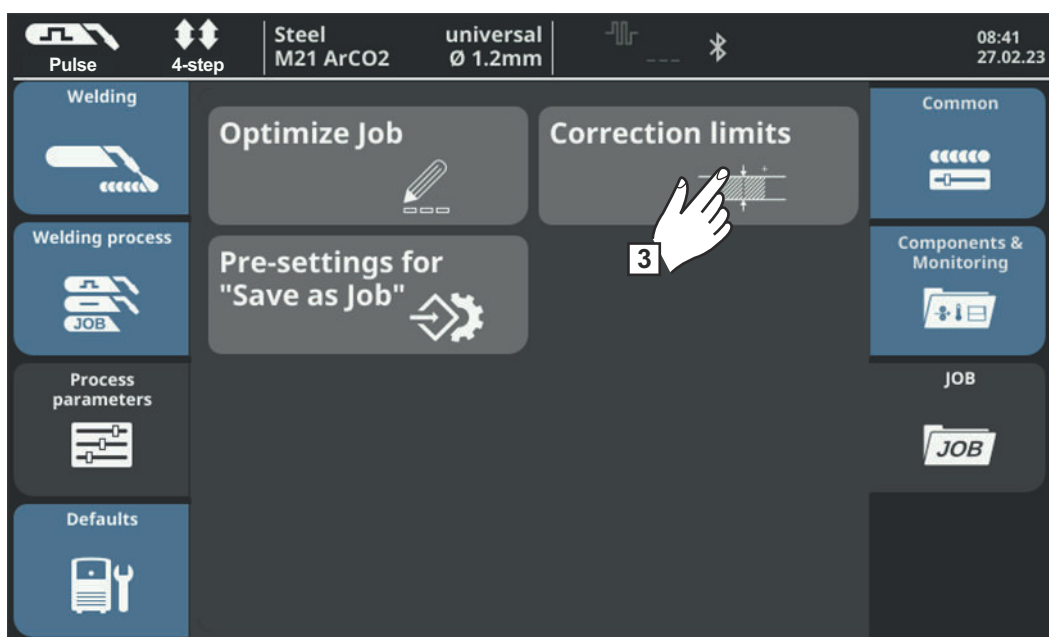 Pulse
4-step
Steel
M21 ArCO2
universal
Ø 1.2mm
---
08:41
27.02.23
Welding
Welding process
JOB
Process
parameters
Defaults
Optimize Job
Correction limits
3
Pre-settings for
"Save as Job"
Common
Components &
Monitoring
JOB
JOB